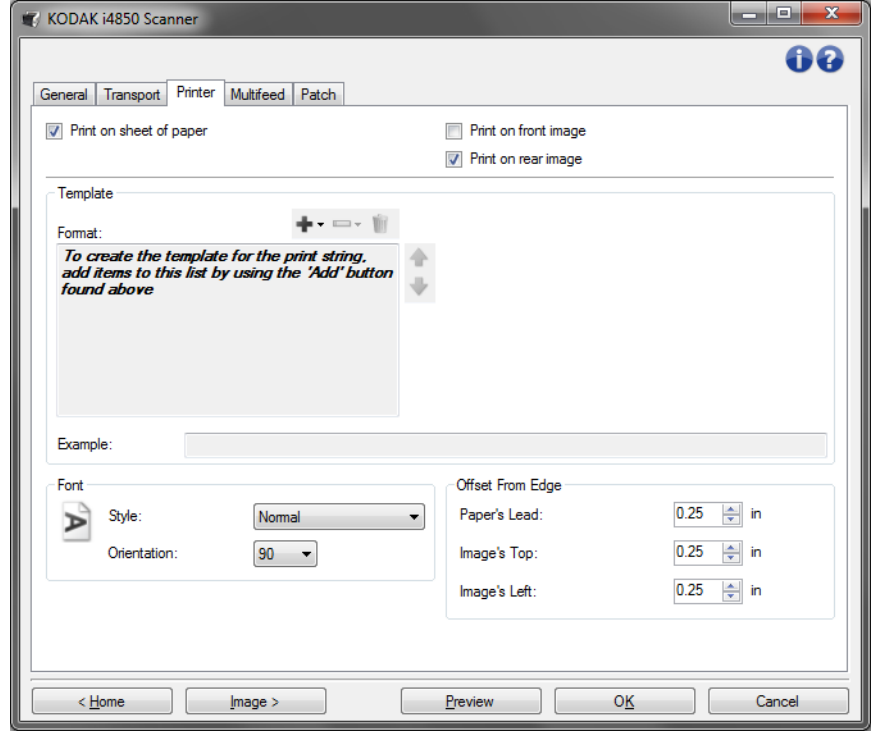 KODAK i4850 Scanner
General Transport Printer Multifeed Patch
Print on sheet of paper
Print on front image
Print on rear image
Template
Format:
To create the template for the print string,
add items to this list by using the 'Add' button
found above
Example:
Font
Style: Normal
Orientation: 90
Offset From Edge
Paper's Lead: 0.25 in
Image's Top: 0.25 in
Image's Left: 0.25 in
< Home Image > Preview OK Cancel